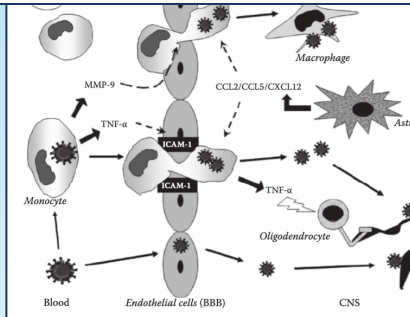 Macrophage
MMP-9
CCL2/CCL5/CXCL12
TNF-α
ICAM-1
ICAM-1
TNF-α
Monocyte
Oligodendrocyte
Blood
Endothelial cells (BBB)
CNS